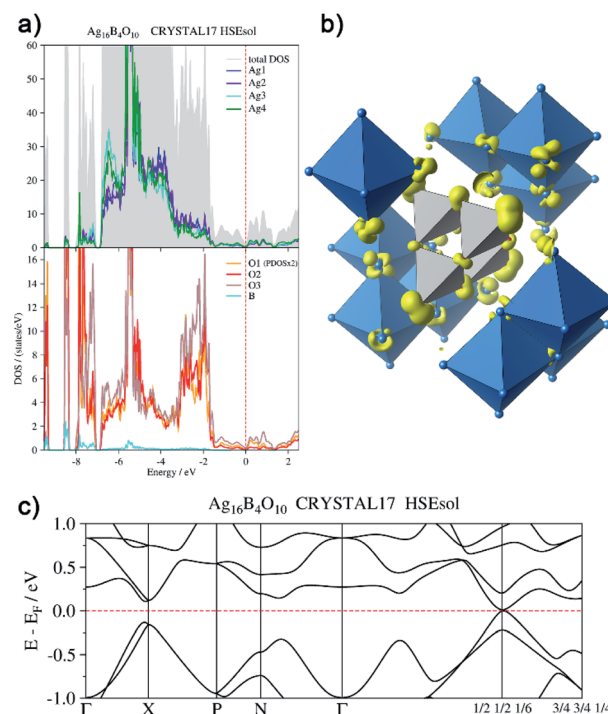 a)
Ag₁₆B₄O₁₀ CRYSTAL17 HSEsol
total DOS
Ag1
Ag2
Ag3
Ag4
60
50
40
30
20
10
0
O1 (PDOSx2)
O2
O3
B
16
14
12
10
8
6
4
2
0
DOS / (states/eV)
-8 -6 -4 -2 0 2
Energy / eV
b)
c)
Ag₁₆B₄O₁₀ CRYSTAL17 HSEsol
1.0
0.5
0.0
-0.5
-1.0
E - E_F / eV
Γ X P N Γ 1/2 1/2 1/6 3/4 3/4 1/4